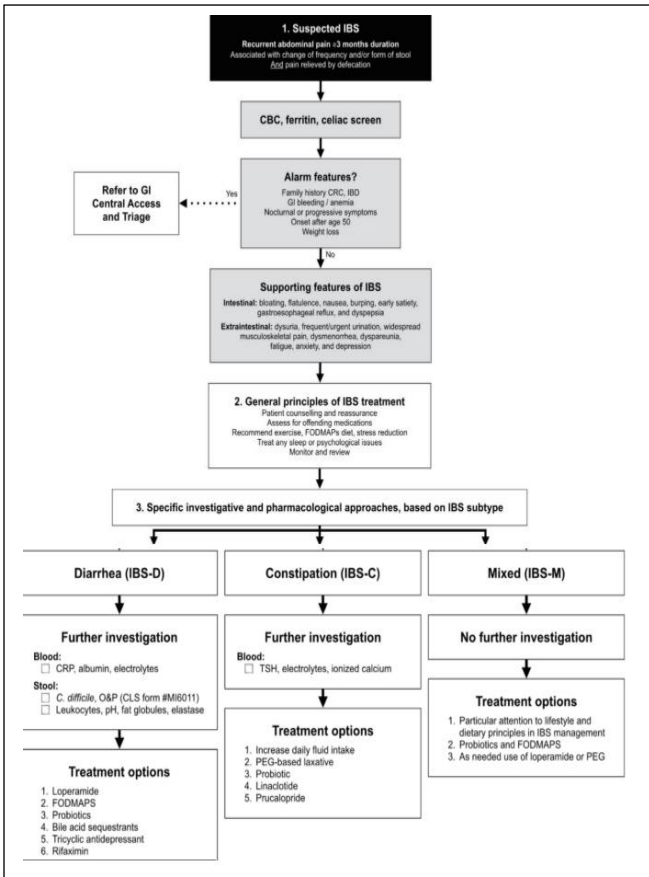 1. Suspected IBS
Recurrent abdominal pain ≥3 months duration
Associated with change of frequency and/or form of stool
And pain relieved by defecation
CBC, ferritin, celiac screen
Alarm features?
Family history CRC, IBD
GI bleeding / anemia
Nocturnal or progressive symptoms
Onset after age 50
Weight loss
Yes
Refer to GI
Central Access
and Triage
No
Supporting features of IBS
Intestinal: bloating, flatulence, nausea, burping, early satiety,
gastroesophageal reflux, and dyspepsia
Extraintestinal: dysuria, frequent/urgent urination, widespread
musculoskeletal pain, dysmenorrhea, dyspareunia,
fatigue, anxiety, and depression
2. General principles of IBS treatment
Patient counselling and reassurance
Assess for offending medications
Recommend exercise, FODMAPs diet, stress reduction
Treat any sleep or psychological issues
Monitor and review
3. Specific investigative and pharmacological approaches, based on IBS subtype
Diarrhea (IBS-D)
Further investigation
Blood:
CRP, albumin, electrolytes
Stool:
C. difficile, O&P (CLS form #MI6011)
Leukocytes, pH, fat globules, elastase
Treatment options
1. Loperamide
2. FODMAPS
3. Probiotics
4. Bile acid sequestrants
5. Tricyclic antidepressant
6. Rifaximin
Constipation (IBS-C)
Further investigation
Blood:
TSH, electrolytes, ionized calcium
Treatment options
1. Increase daily fluid intake
2. PEG-based laxative
3. Probiotic
4. Linaclotide
5. Prucalopride
Mixed (IBS-M)
No further investigation
Treatment options
1. Particular attention to lifestyle and
dietary principles in IBS management
2. Probiotics and FODMAPS
3. As needed use of loperamide or PEG